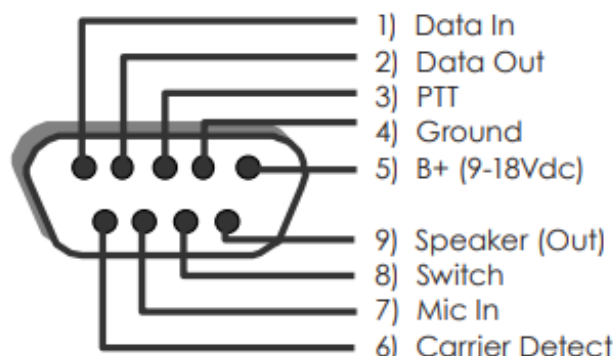 1) Data In
2) Data Out
3) PTT
4) Ground
5) B+ (9-18Vdc)
9) Speaker (Out)
8) Switch
7) Mic In
6) Carrier Detect